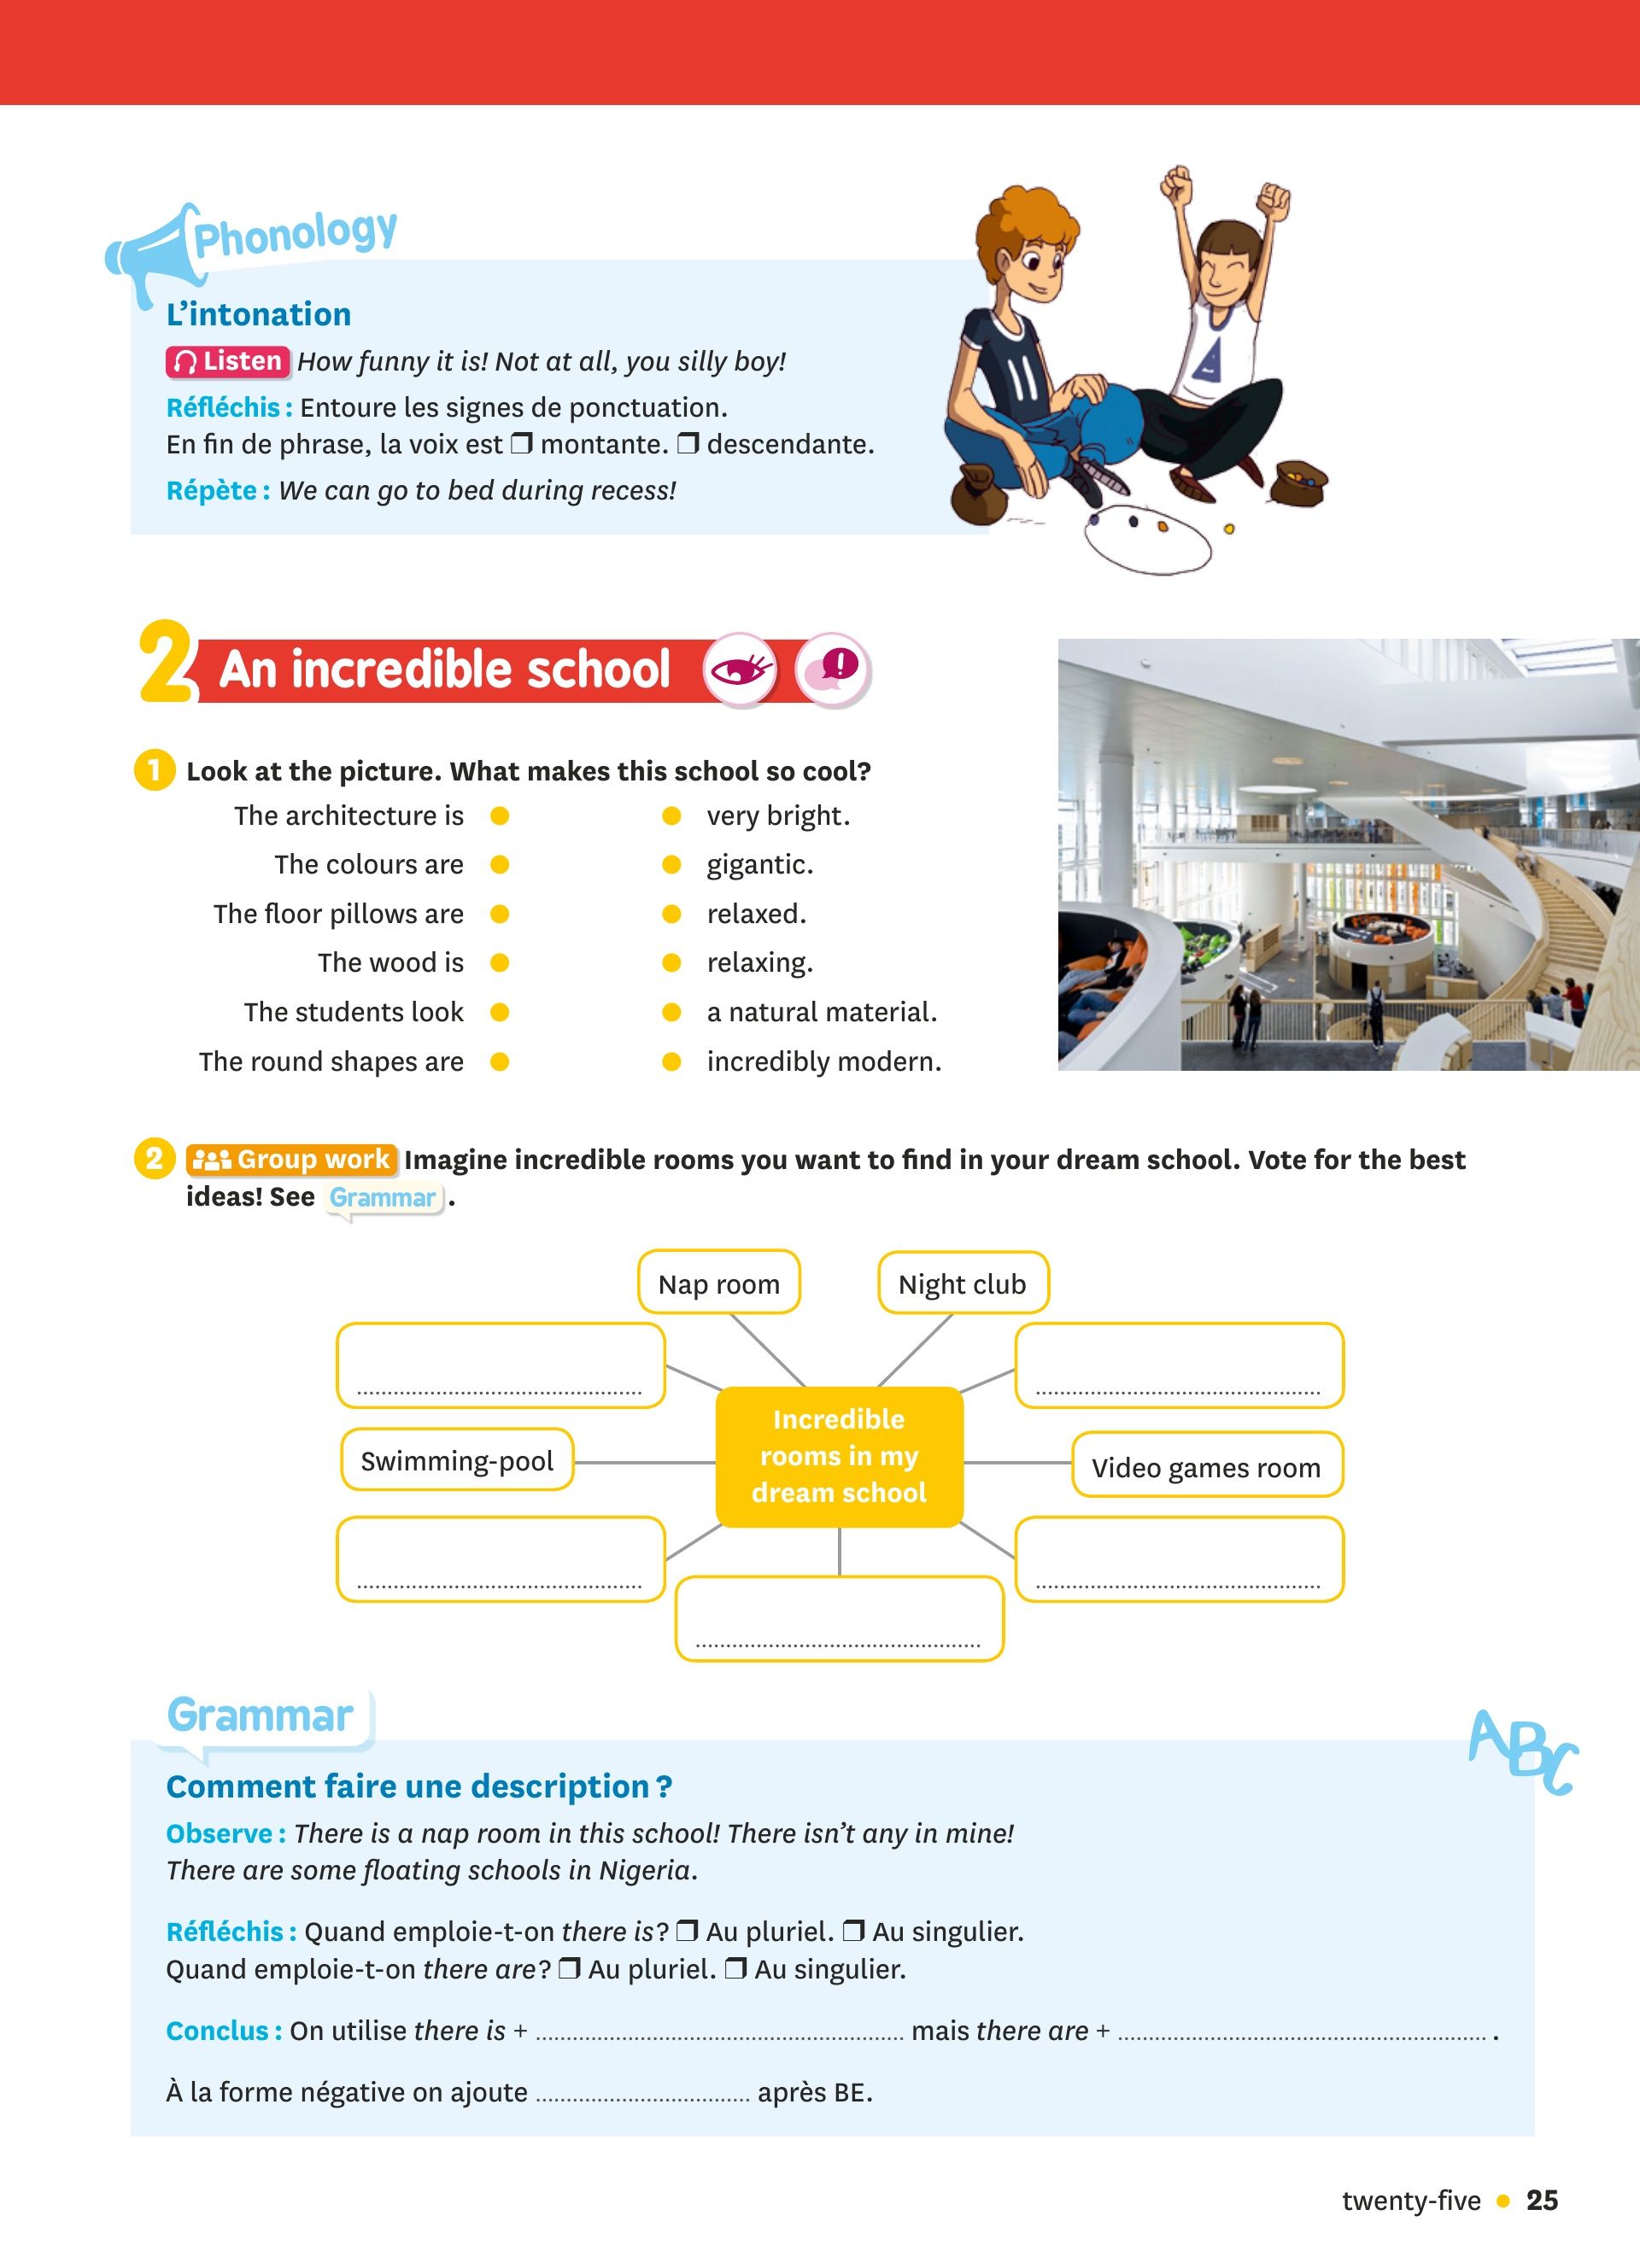 Phonology
L’intonation
Listen How funny it is! Not at all, you silly boy!
Réfléchis : Entoure les signes de ponctuation.
En fin de phrase, la voix est ❒ montante. ❒ descendante.
Répète : We can go to bed during recess!
2 An incredible school
1 Look at the picture. What makes this school so cool?
The architecture is ● ● very bright.
The colours are ● ● gigantic.
The floor pillows are ● ● relaxed.
The wood is ● ● relaxing.
The students look ● ● a natural material.
The round shapes are ● ● incredibly modern.
2 Group work Imagine incredible rooms you want to find in your dream school. Vote for the best
ideas! See Grammar .
Nap room
Night club
Incredible
rooms in my
dream school
Swimming-pool
Video games room
Grammar
ABC
Comment faire une description ?
Observe : There is a nap room in this school! There isn’t any in mine!
There are some floating schools in Nigeria.
Réfléchis : Quand emploie-t-on there is? ❒ Au pluriel. ❒ Au singulier.
Quand emploie-t-on there are? ❒ Au pluriel. ❒ Au singulier.
Conclus : On utilise there is + .............................. mais there are + .............................. .
À la forme négative on ajoute .............................. après BE.
twenty-five ● 25